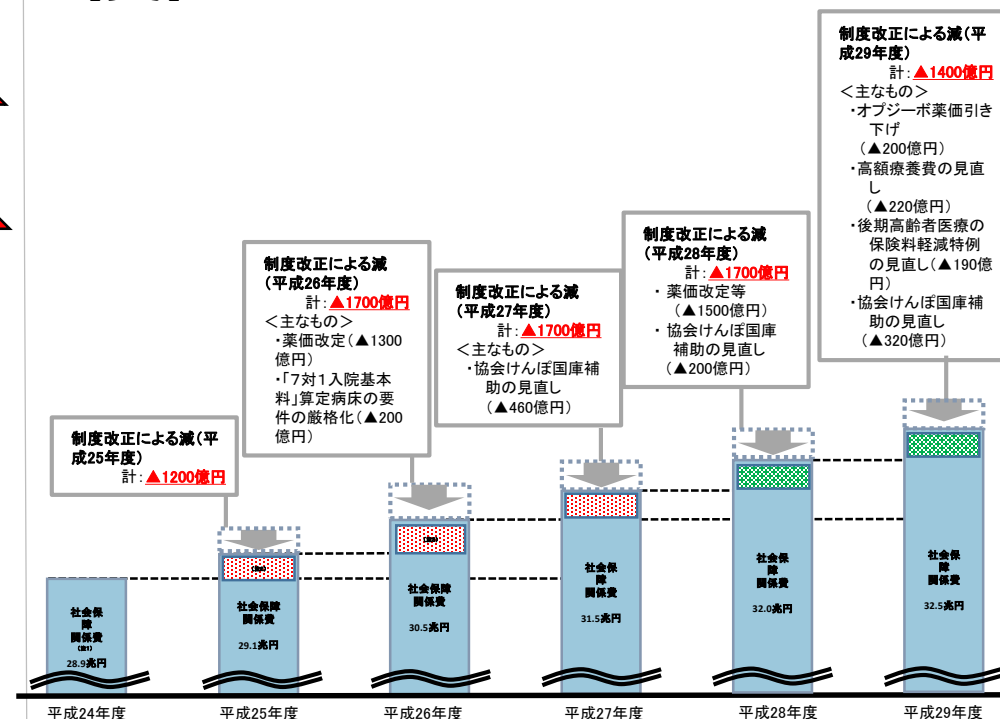 制度改正による減(平
成29年度)
計:▲1400億円
＜主なもの＞
・オプジーボ薬価引き
下げ
(▲200億円)
・高額療養費の見直
し
(▲220億円)
・後期高齢者医療の
保険料軽減特例
の見直し(▲190億
円)
・協会けんぽ国庫補
助の見直し
(▲320億円)
制度改正による減
(平成28年度)
計:▲1700億円
・ 薬価改定等
(▲1500億円)
・ 協会けんぽ国庫
補助の見直し
(▲200億円)
制度改正による減
(平成26年度)
計:▲1700億円
＜主なもの＞
・薬価改定(▲1300
億円)
・「7対1入院基本
料」算定病床の要
件の厳格化(▲200
億円)
制度改正による減
(平成27年度)
計:▲1700億円
＜主なもの＞
・協会けんぽ国庫補
助の見直し
(▲460億円)
制度改正による減(平
成25年度)
計:▲1200億円
社会保
障
関係費
(注1)
28.9兆円
社会保障
関係費
29.1兆円
社会保障
関係費
30.5兆円
社会保
障
関係費
31.5兆円
社会保
障
関係費
32.0兆円
社会保
障
関係費
32.5兆円
平成24年度
平成25年度
平成26年度
平成27年度
平成28年度
平成29年度